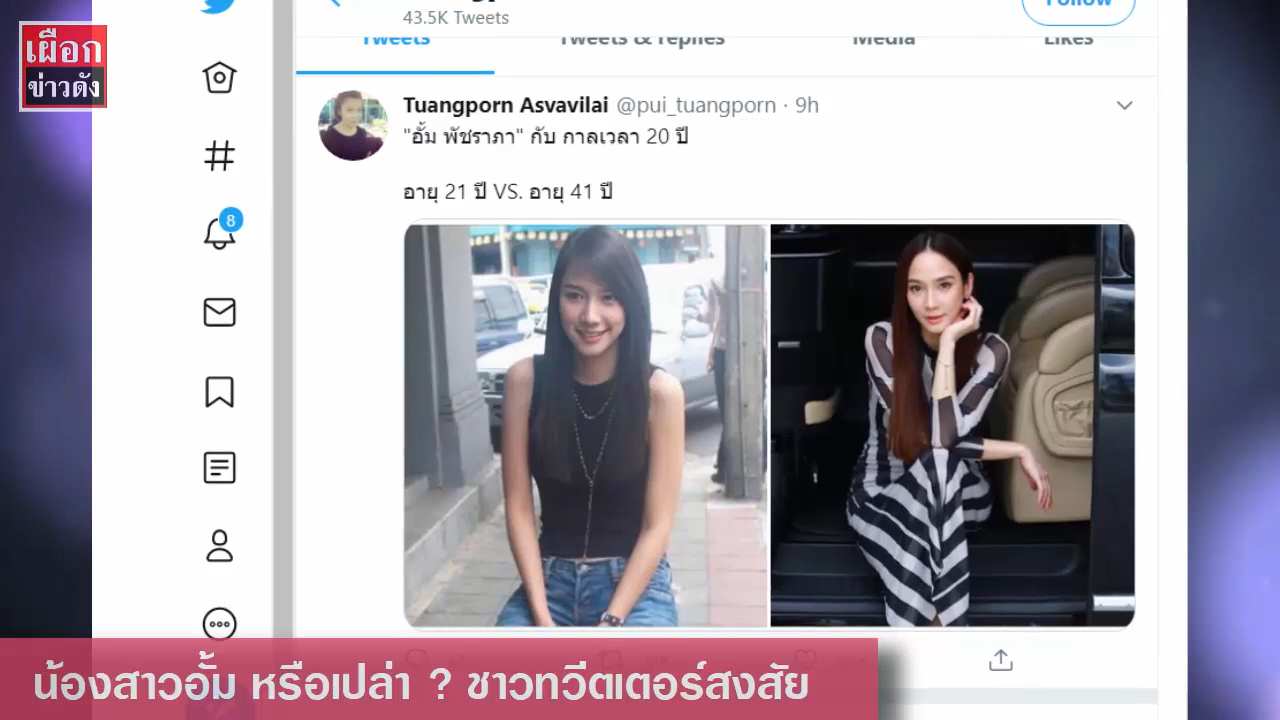 เผือก
ข่าวดัง
43.5K Tweets
Follow
Tweets
Tweets & replies
Media
Likes
8
Tuangporn Asvavilai @pui_tuangporn · 9h
"อั้ม พัชราภา" กับ กาลเวลา 20 ปี
อายุ 21 ปี VS. อายุ 41 ปี
น้องสาวอั้ม หรือเปล่า ? ชาวทวีตเตอร์สงสัย